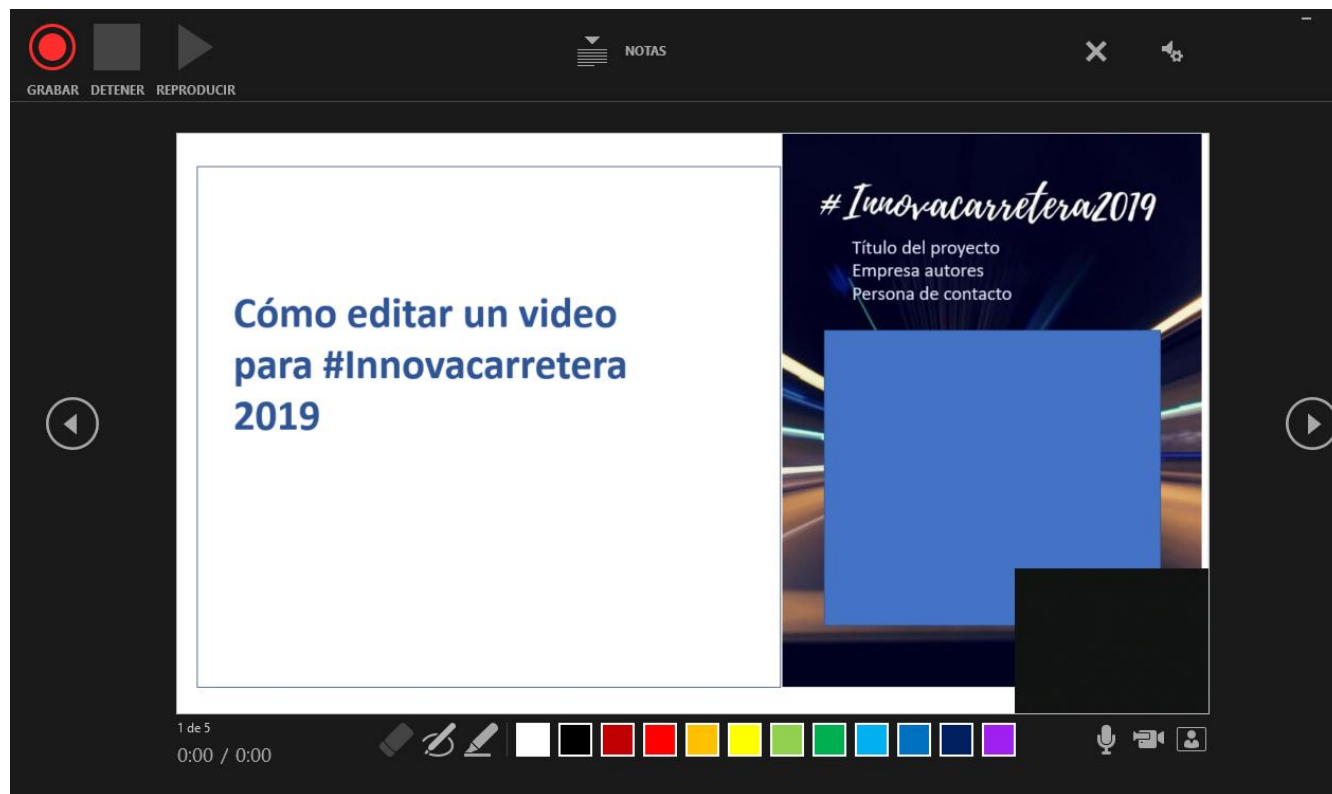 NOTAS
GRABAR DETENER REPRODUCIR
Cómo editar un video
para #Innovacarretera
2019
#Innovacarretera2019
Título del proyecto
Empresa autores
Persona de contacto
1 de 5
0:00 / 0:00